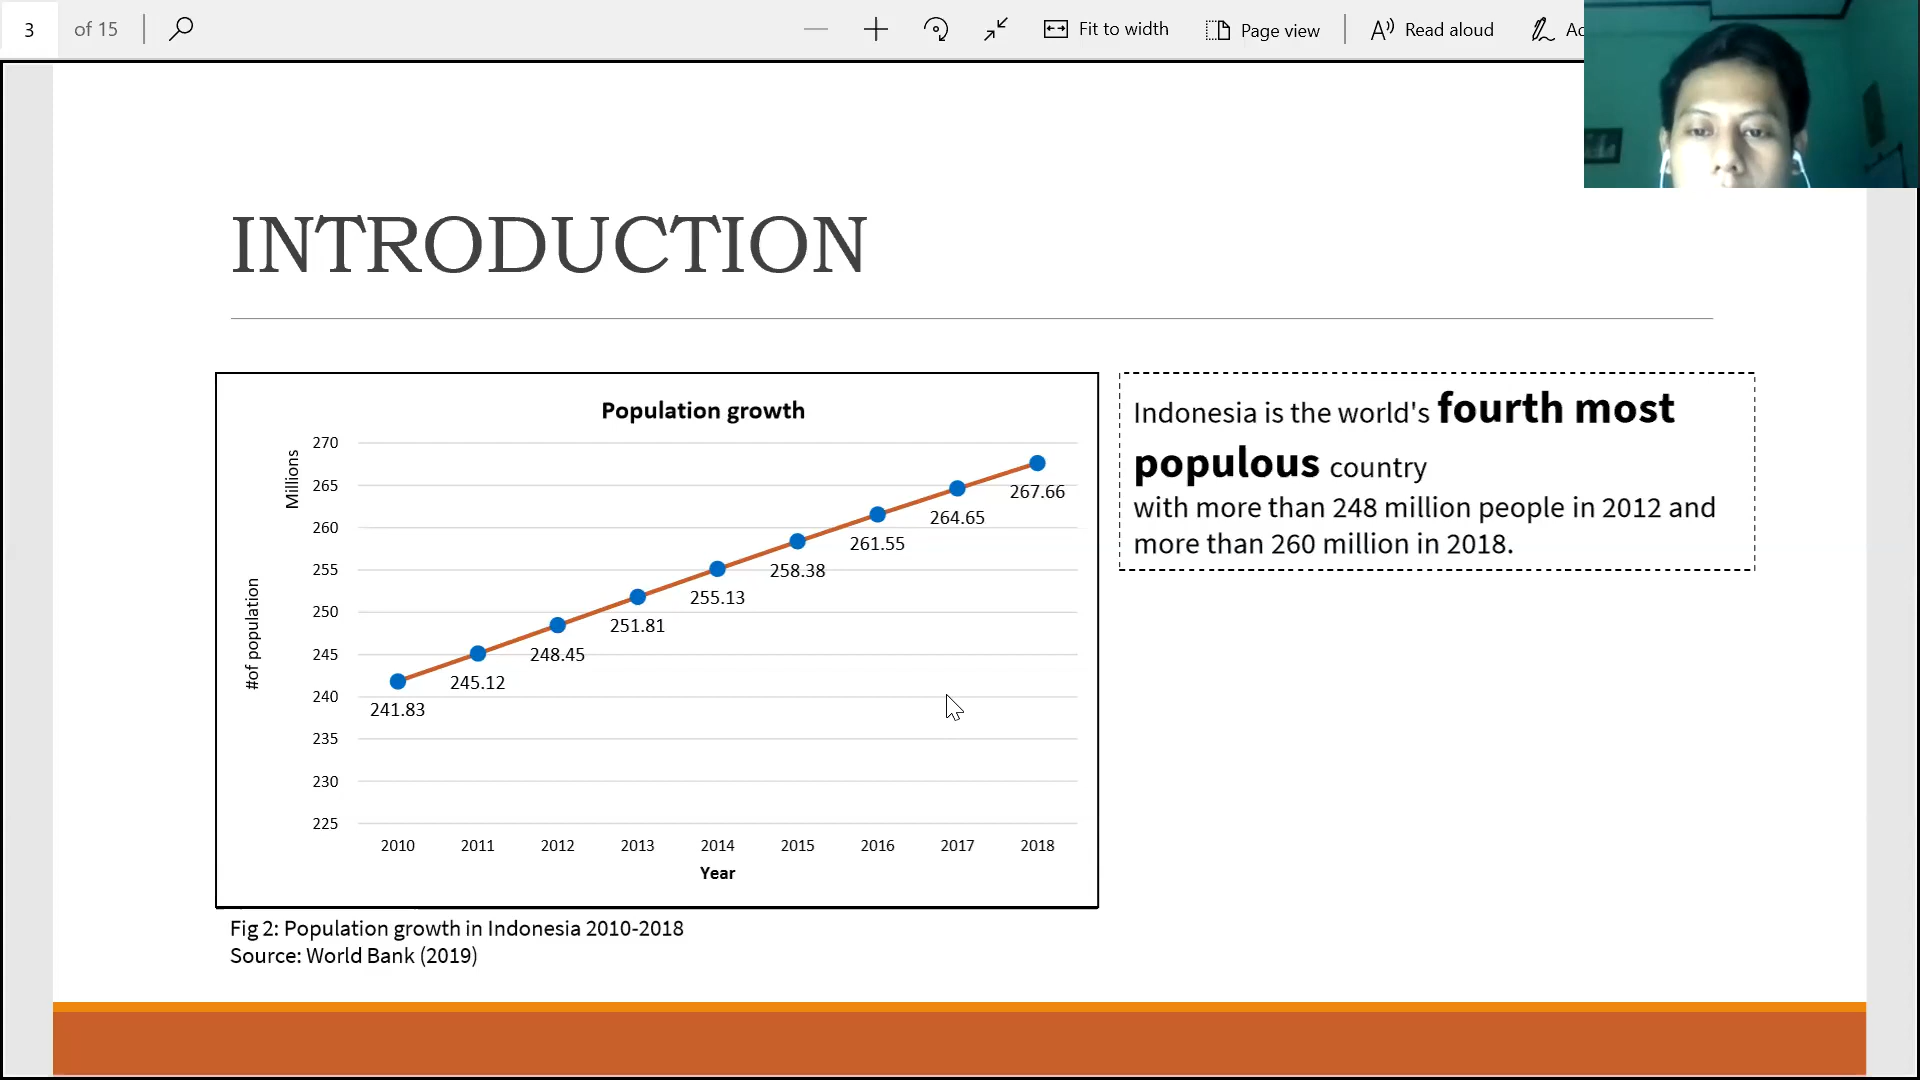 3 of 15
Fit to width
Page view
Read aloud
INTRODUCTION
Population growth
Millions
#of population
270
265
260
255
250
245
240
235
230
225
241.83
245.12
248.45
251.81
255.13
258.38
261.55
264.65
267.66
2010 2011 2012 2013 2014 2015 2016 2017 2018
Year
Fig 2: Population growth in Indonesia 2010-2018
Source: World Bank (2019)
Indonesia is the world's fourth most
populous country
with more than 248 million people in 2012 and
more than 260 million in 2018.